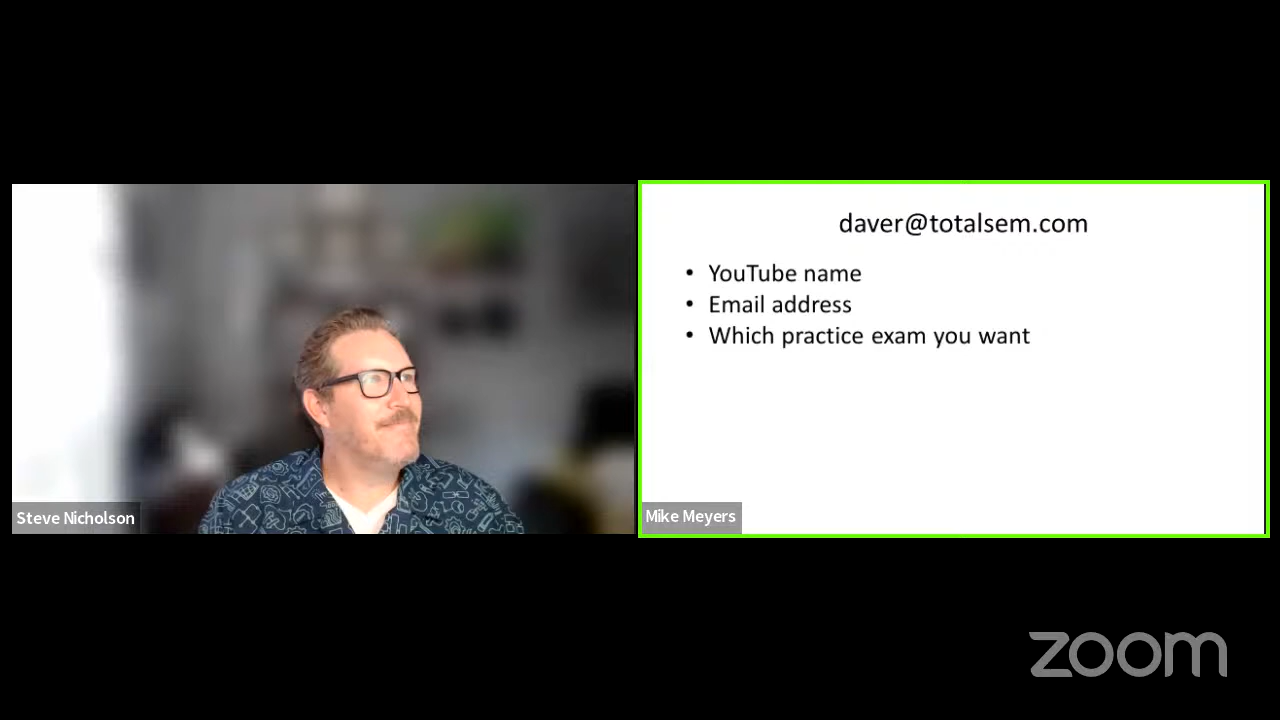 daver@totalsem.com
• YouTube name
• Email address
• Which practice exam you want
Steve Nicholson
Mike Meyers
zoom